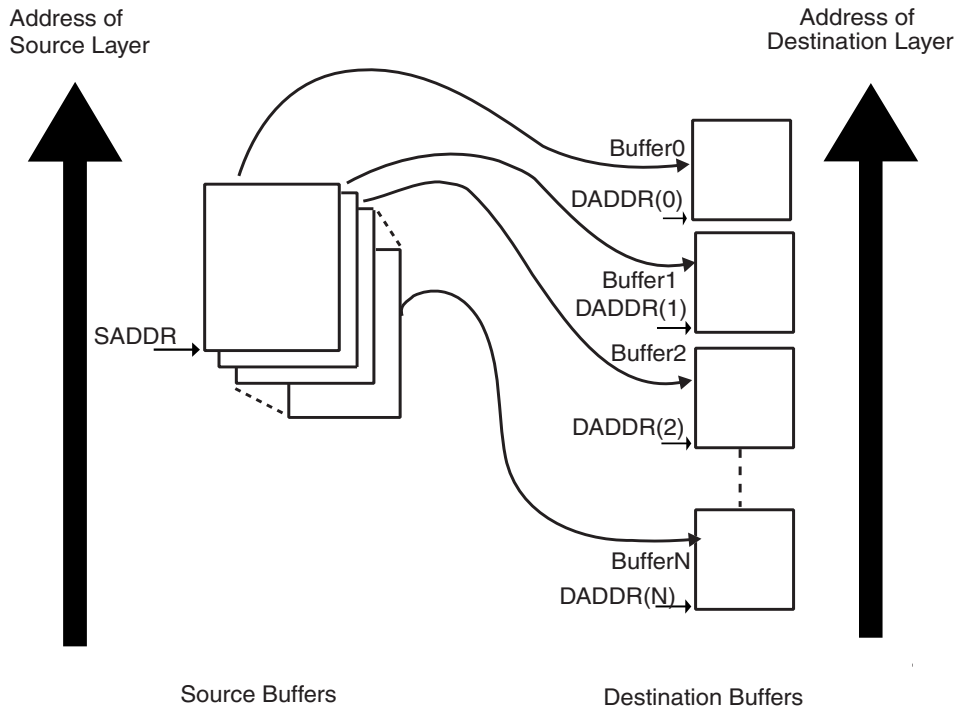 Address of
Source Layer
Address of
Destination Layer
Buffer0
DADDR(0)
Buffer1
DADDR(1)
SADDR
Buffer2
DADDR(2)
BufferN
DADDR(N)
Source Buffers
Destination Buffers